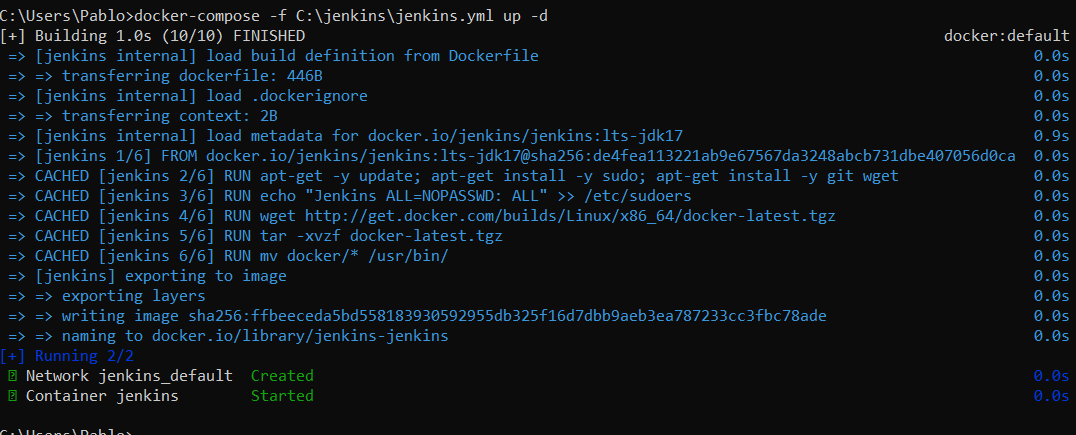 C:\Users\Pablo>docker-compose -f C:\jenkins\jenkins.yml up -d
[+] Building 1.0s (10/10) FINISHED docker:default
=> [jenkins internal] load build definition from Dockerfile 0.0s
=> => transferring dockerfile: 446B 0.0s
=> [jenkins internal] load .dockerignore 0.0s
=> => transferring context: 2B 0.0s
=> [jenkins internal] load metadata for docker.io/jenkins/jenkins:lts-jdk17 0.9s
=> [jenkins 1/6] FROM docker.io/jenkins/jenkins:lts-jdk17@sha256:de4fea113221ab9e67567da3248abcb731dbe407056d0ca 0.0s
=> CACHED [jenkins 2/6] RUN apt-get -y update; apt-get install -y sudo; apt-get install -y git wget 0.0s
=> CACHED [jenkins 3/6] RUN echo "Jenkins ALL=NOPASSWD: ALL" >> /etc/sudoers 0.0s
=> CACHED [jenkins 4/6] RUN wget http://get.docker.com/builds/Linux/x86_64/docker-latest.tgz 0.0s
=> CACHED [jenkins 5/6] RUN tar -xvzf docker-latest.tgz 0.0s
=> CACHED [jenkins 6/6] RUN mv docker/* /usr/bin/ 0.0s
=> [jenkins] exporting to image 0.0s
=> => exporting layers 0.0s
=> => writing image sha256:ffbeeceda5bd558183930592955db325f16d7dbb9aeb3ea787233cc3fbc78ade 0.0s
=> => naming to docker.io/library/jenkins-jenkins 0.0s
[+] Running 2/2
Network jenkins_default Created 0.0s
Container jenkins Started 0.0s
C:\Users\Pablo>